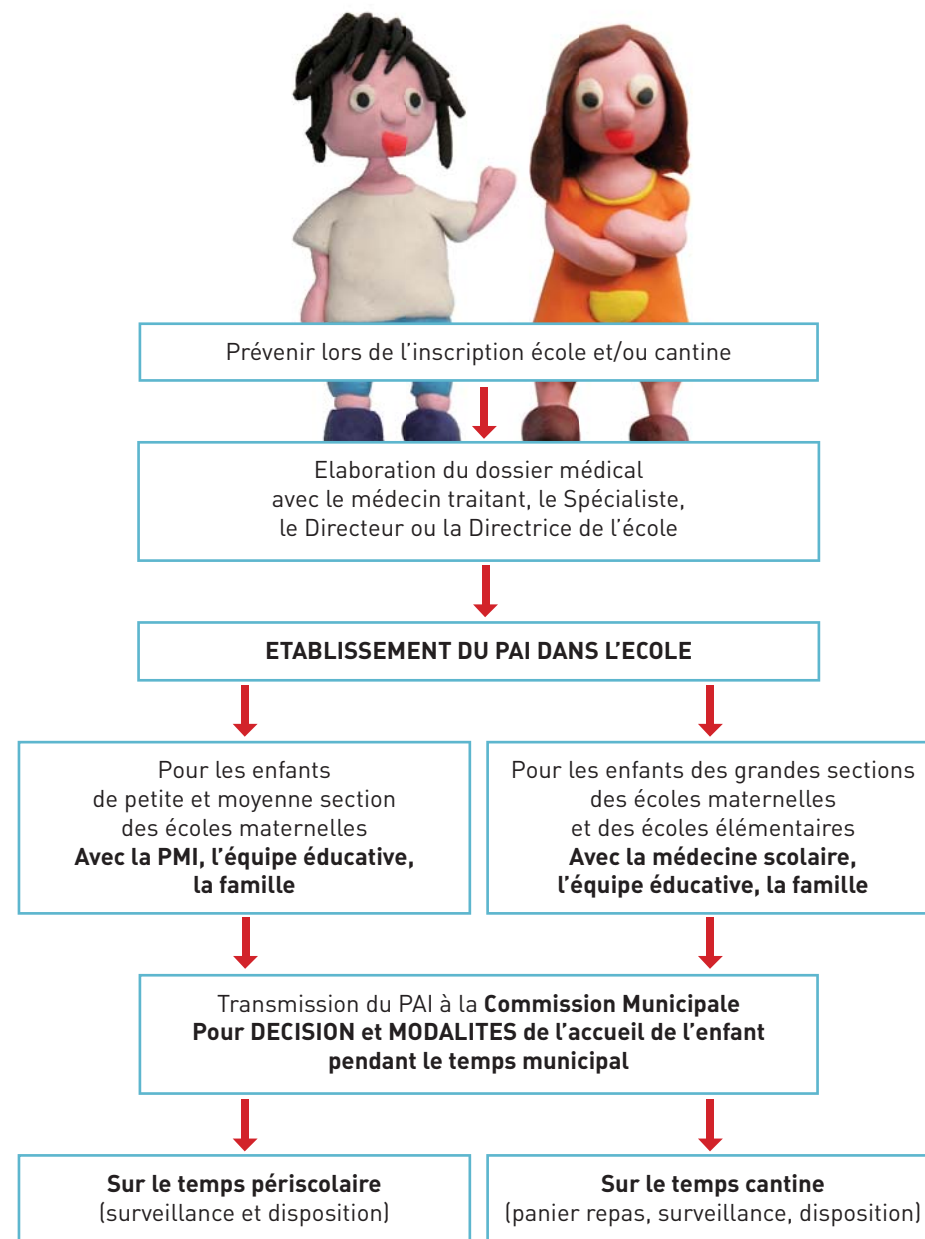 Prévenir lors de l’inscription école et/ou cantine
Elaboration du dossier médical
avec le médecin traitant, le Spécialiste,
le Directeur ou la Directrice de l’école
ETABLISSEMENT DU PAI DANS L’ECOLE
Pour les enfants
de petite et moyenne section
des écoles maternelles
Avec la PMI, l’équipe éducative,
la famille
Pour les enfants des grandes sections
des écoles maternelles
et des écoles élémentaires
Avec la médecine scolaire,
l’équipe éducative, la famille
Transmission du PAI à la Commission Municipale
Pour DECISION et MODALITES de l’accueil de l’enfant
pendant le temps municipal
Sur le temps périscolaire
(surveillance et disposition)
Sur le temps cantine
(panier repas, surveillance, disposition)